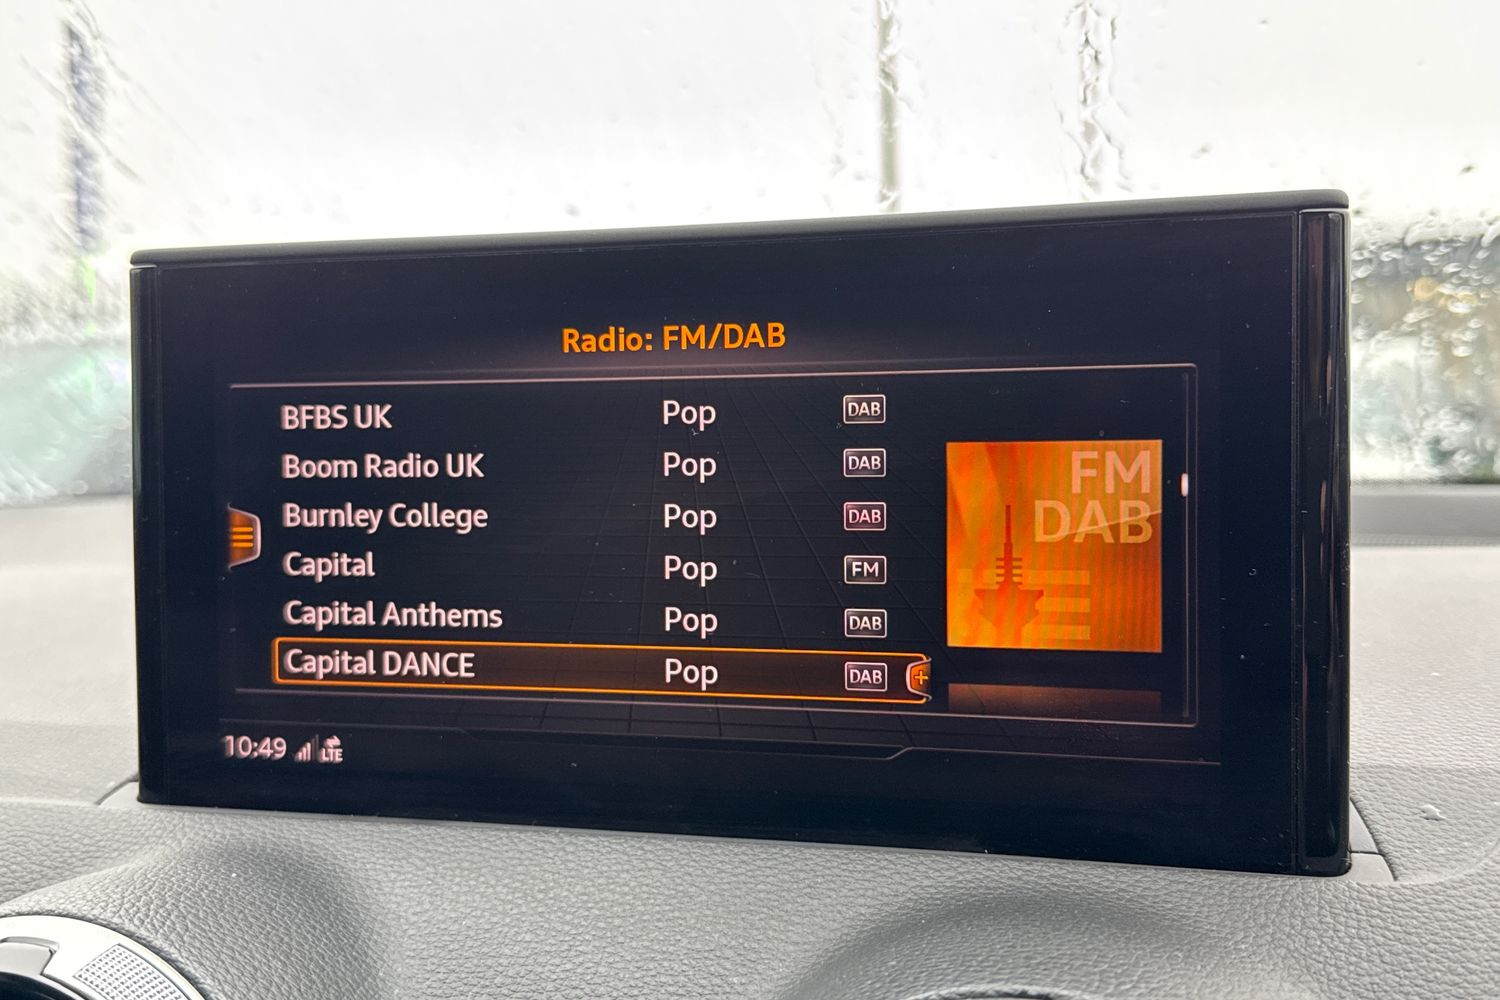 Radio: FM/DAB
BFBS UK Pop DAB
Boom Radio UK Pop DAB
Burnley College Pop DAB
Capital Pop FM
Capital Anthems Pop DAB
Capital DANCE Pop DAB +
FM
DAB
10:49 LTE